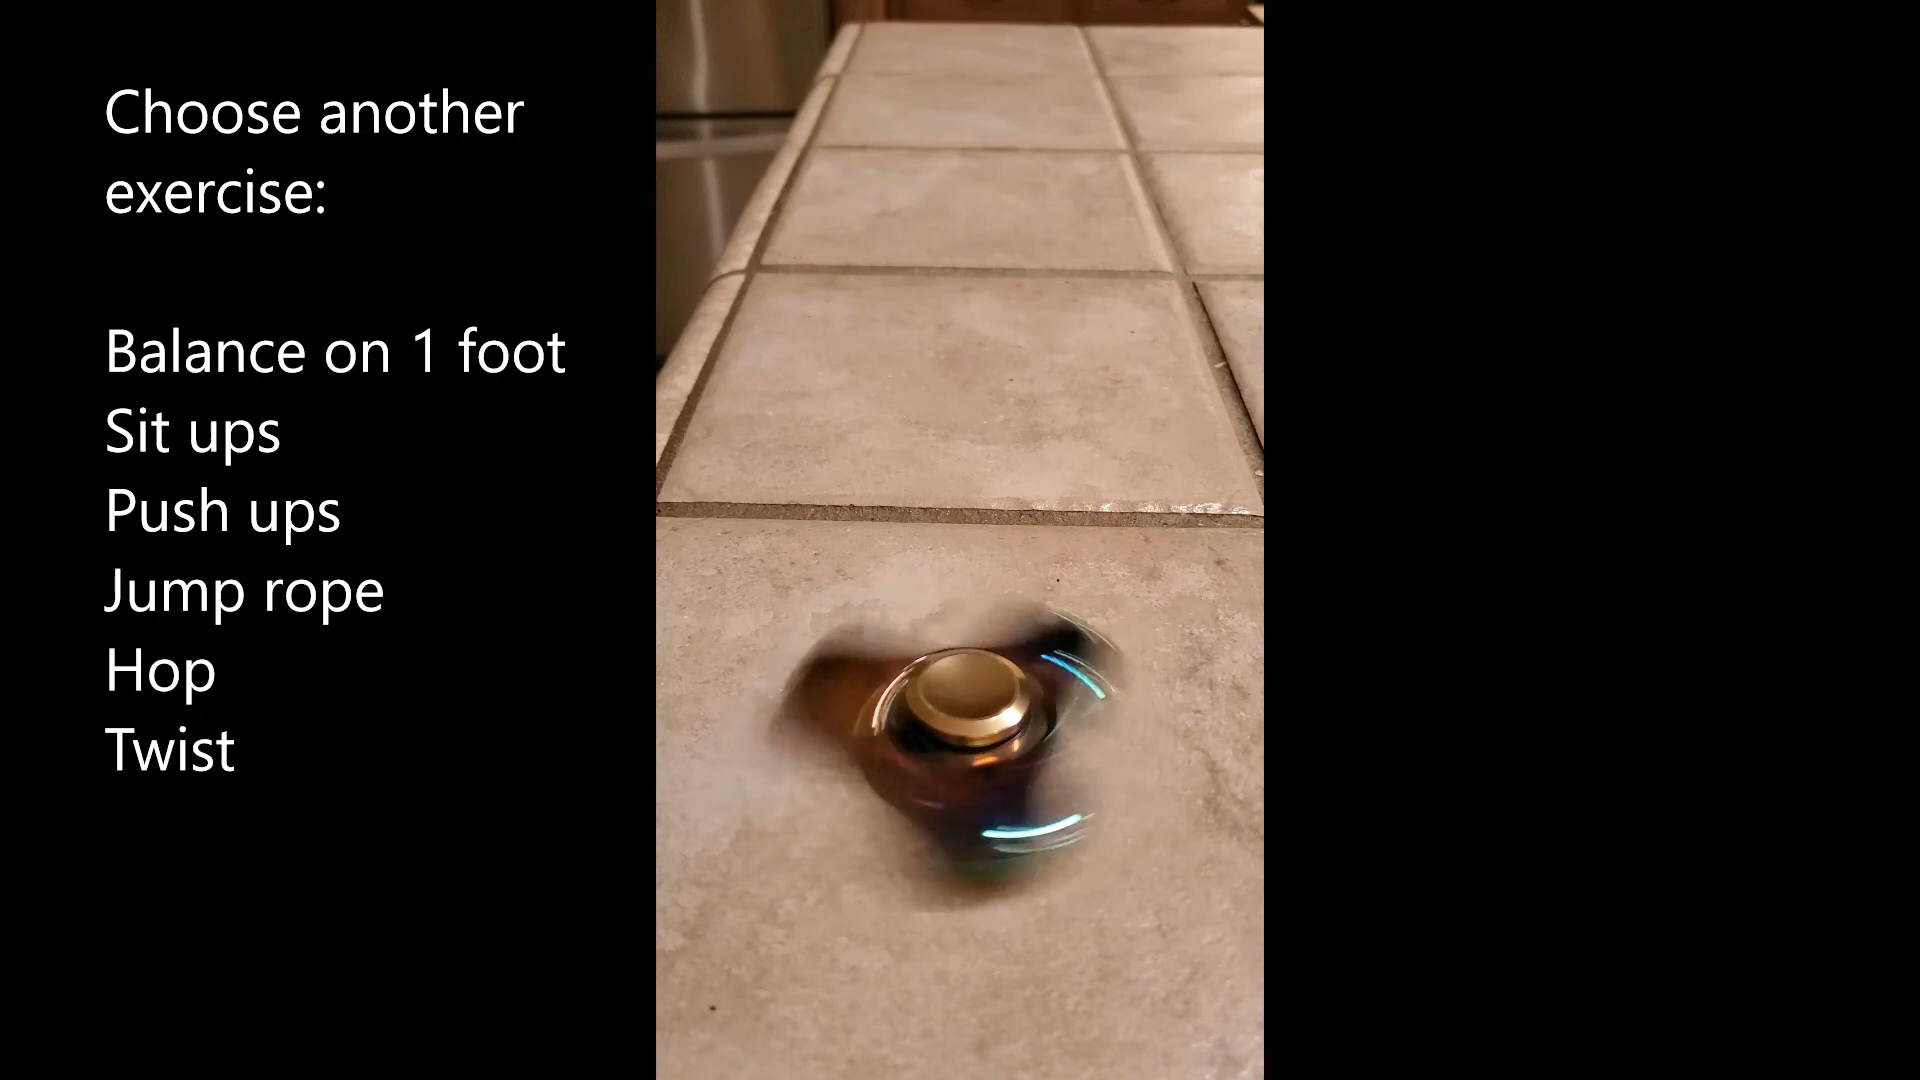 Choose another
exercise:
Balance on 1 foot
Sit ups
Push ups
Jump rope
Hop
Twist